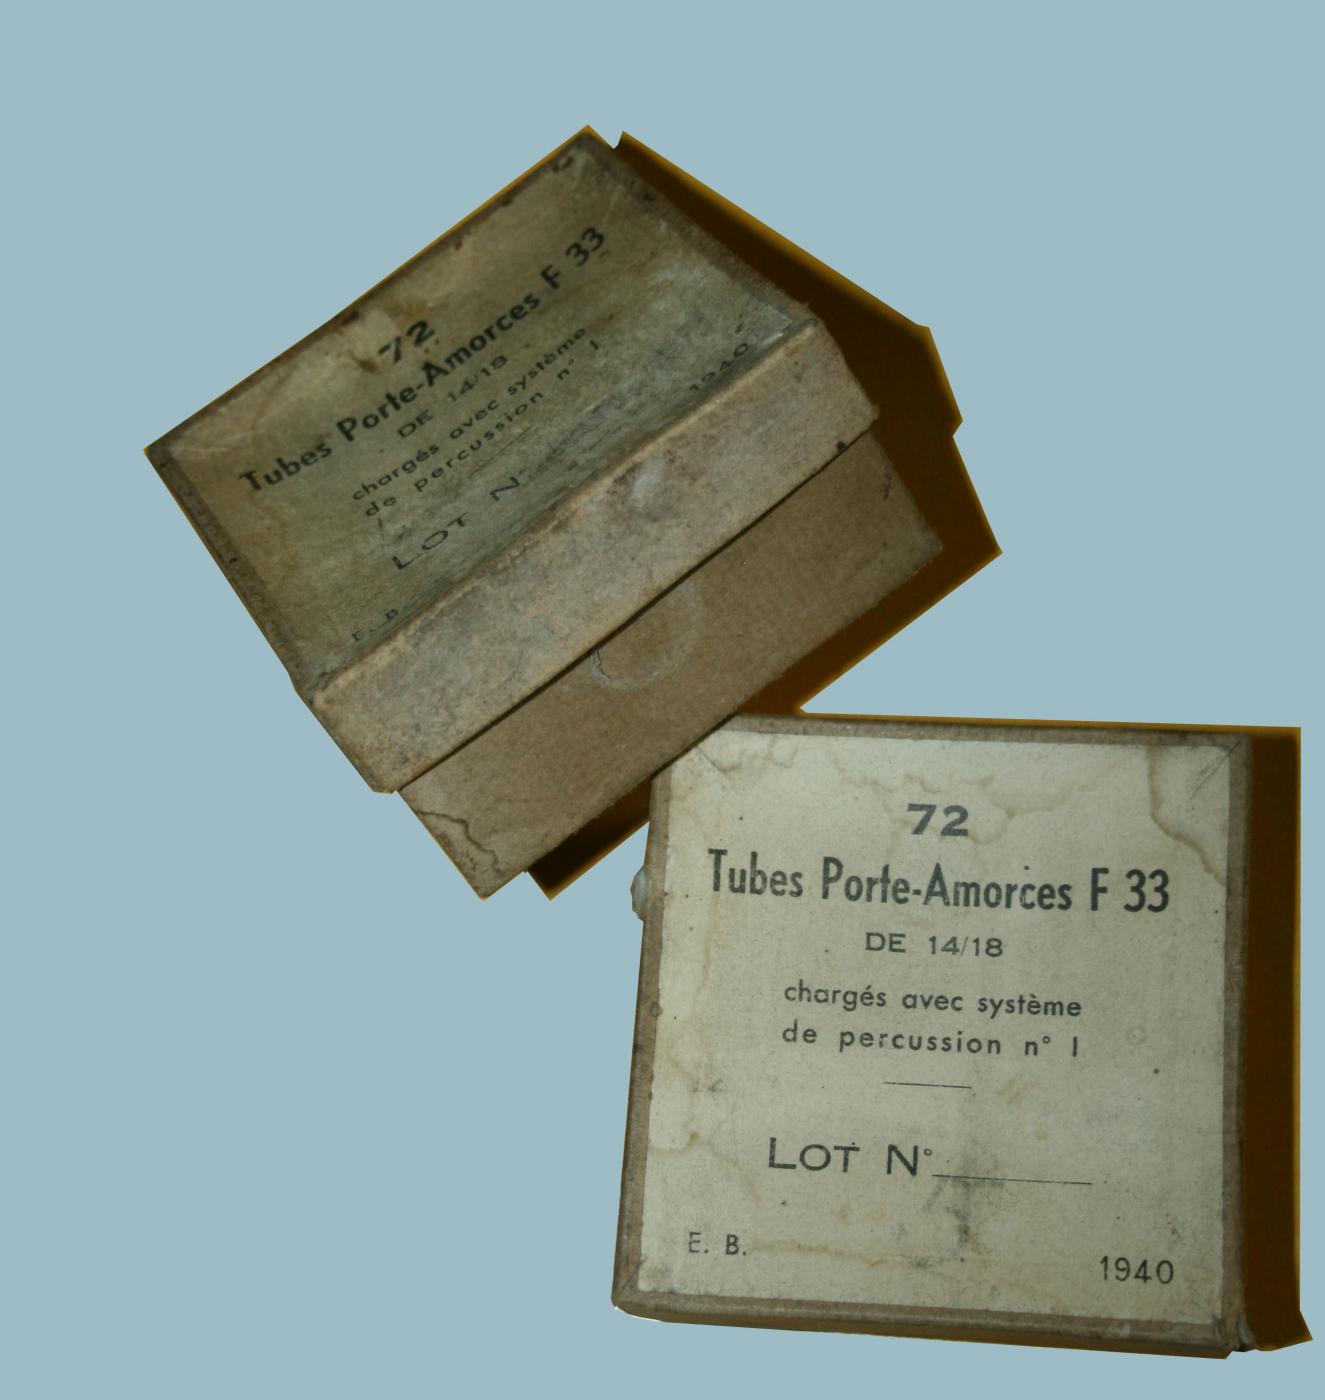 72
Tubes Porte-Amorces F 33
DE 14/18
chargés avec système
de percussion n° 1
LOT N°
E. B.
1940
72
Tubes Porte-Amorces F 33
DE 14/18
chargés avec système
de percussion n° 1
LOT N°
E. B.
1940